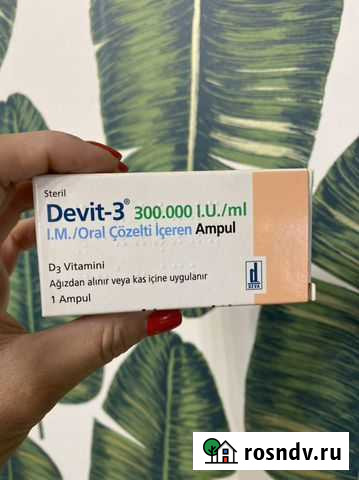 Steril
Devit-3® 300.000 I.U./ml
I.M./Oral Çözelti İçeren Ampul
D3 Vitamini
Ağızdan alınır veya kas içine uygulanır
1 Ampul
d
DEVA
rosndv.ru